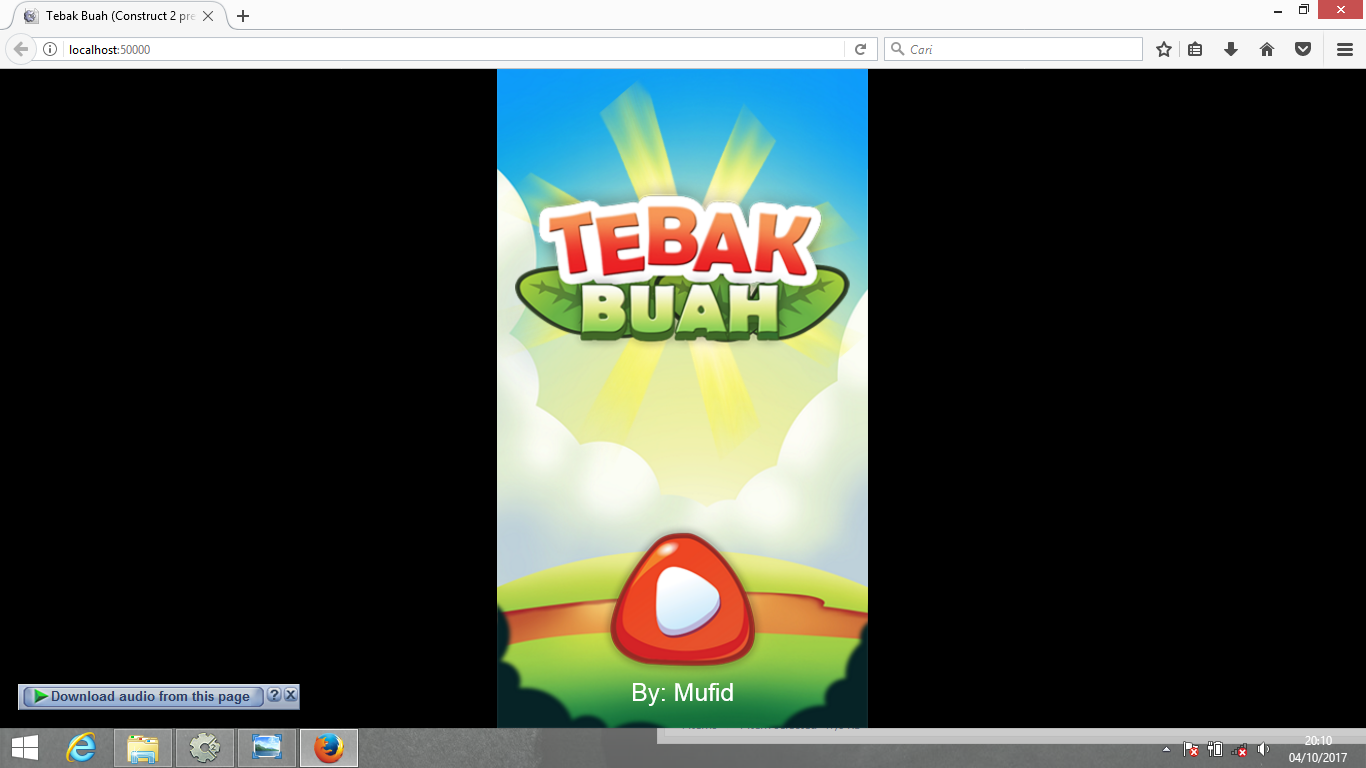 Tebak Buah (Construct 2 pre
localhost:50000
Cari
TEBAK
BUAH
By: Mufid
Download audio from this page
?
X
20:10
04/10/2017